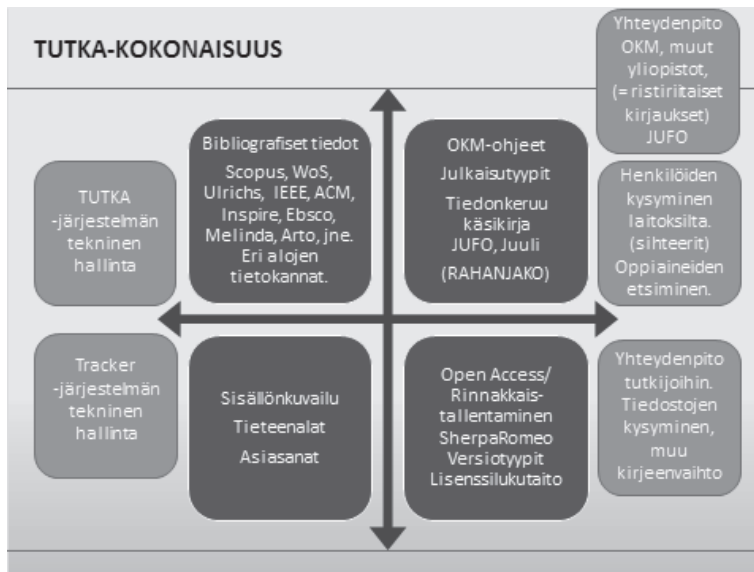 TUTKA-KOKONAISUUS
Yhteydenpito
OKM, muut
yliopistot,
(= ristiriitaiset
kirjaukset)
JUFO
TUTKA
-järjestelmän
tekninen
hallinta
Bibliografiset tiedot
Scopus, WoS,
Ulrichs, IEEE, ACM,
Inspire, Ebsco,
Melinda, Arto, jne.
Eri alojen
tietokannat.
OKM-ohjeet
Julkaisutyypit
Tiedonkeruu
käsikirja
JUFO, Juuli
(RAHANJAKO)
Henkilöiden
kysyminen
laitoksilta.
(sihteerit)
Oppiaineiden
etsiminen.
Tracker
-järjestelmän
tekninen
hallinta
Sisällönkuvailu
Tieteenalat
Asiasanat
Open Access/
Rinnakkais-
tallentaminen
SherpaRomeo
Versiotyypit
Lisenssilukutaito
Yhteydenpito
tutkijoihin.
Tiedostojen
kysyminen,
muu
kirjeenvaihto